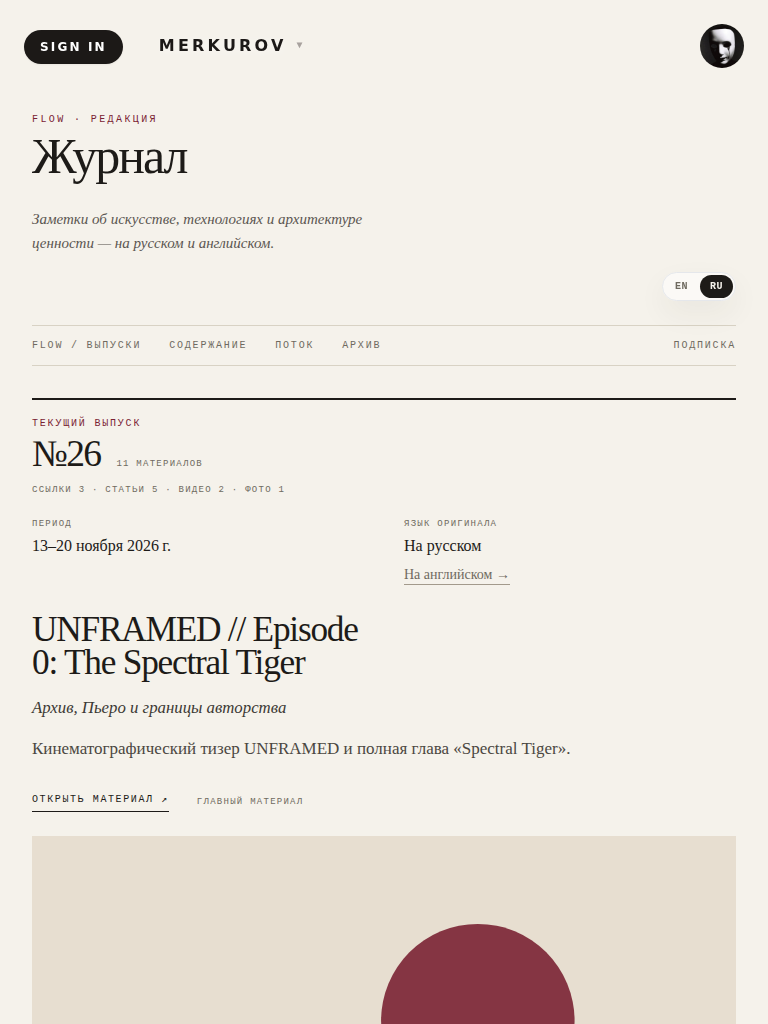 SIGN IN
MERKUROV ▼
FLOW · РЕДАКЦИЯ
Журнал
Заметки об искусстве, технологиях и архитектуре
ценности — на русском и английском.
EN RU
FLOW / ВЫПУСКИ СОДЕРЖАНИЕ ПОТОК АРХИВ ПОДПИСКА
ТЕКУЩИЙ ВЫПУСК
№26 11 МАТЕРИАЛОВ
ССЫЛКИ 3 · СТАТЬИ 5 · ВИДЕО 2 · ФОТО 1
ПЕРИОД
13–20 ноября 2026 г.
ЯЗЫК ОРИГИНАЛА
На русском
На английском →
UNFRAMED // Episode
0: The Spectral Tiger
Архив, Пьеро и границы авторства
Кинематографический тизер UNFRAMED и полная глава «Spectral Tiger».
ОТКРЫТЬ МАТЕРИАЛ ↗ ГЛАВНЫЙ МАТЕРИАЛ